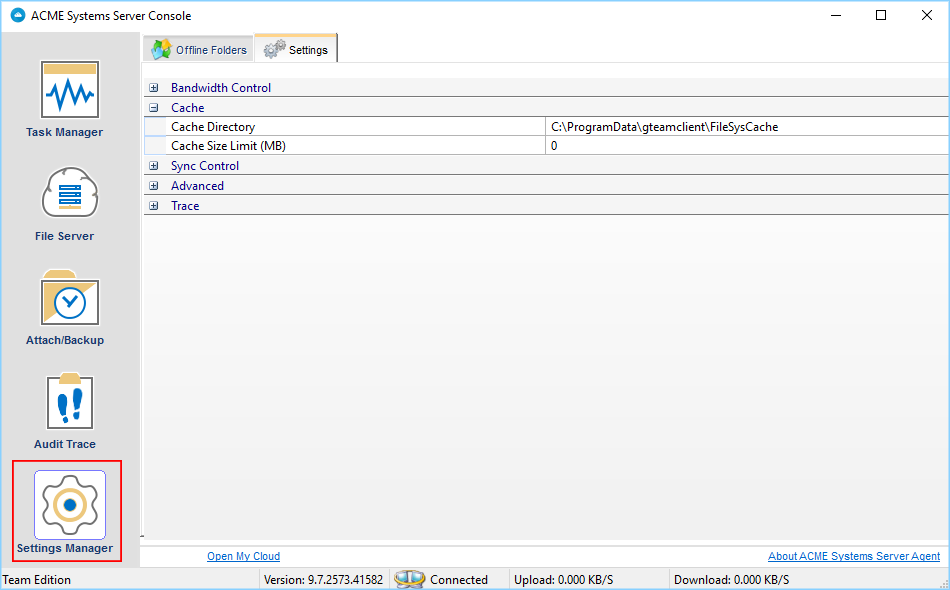 ACME Systems Server Console
Task Manager
File Server
Attach/Backup
Audit Trace
Settings Manager
Offline Folders
Settings
Bandwidth Control
Cache
Cache Directory C:\ProgramData\gteamclient\FileSysCache
Cache Size Limit (MB) 0
Sync Control
Advanced
Trace
Open My Cloud About ACME Systems Server Agent
Team Edition Version: 9.7.2573.41582 Connected Upload: 0.000 KB/S Download: 0.000 KB/S